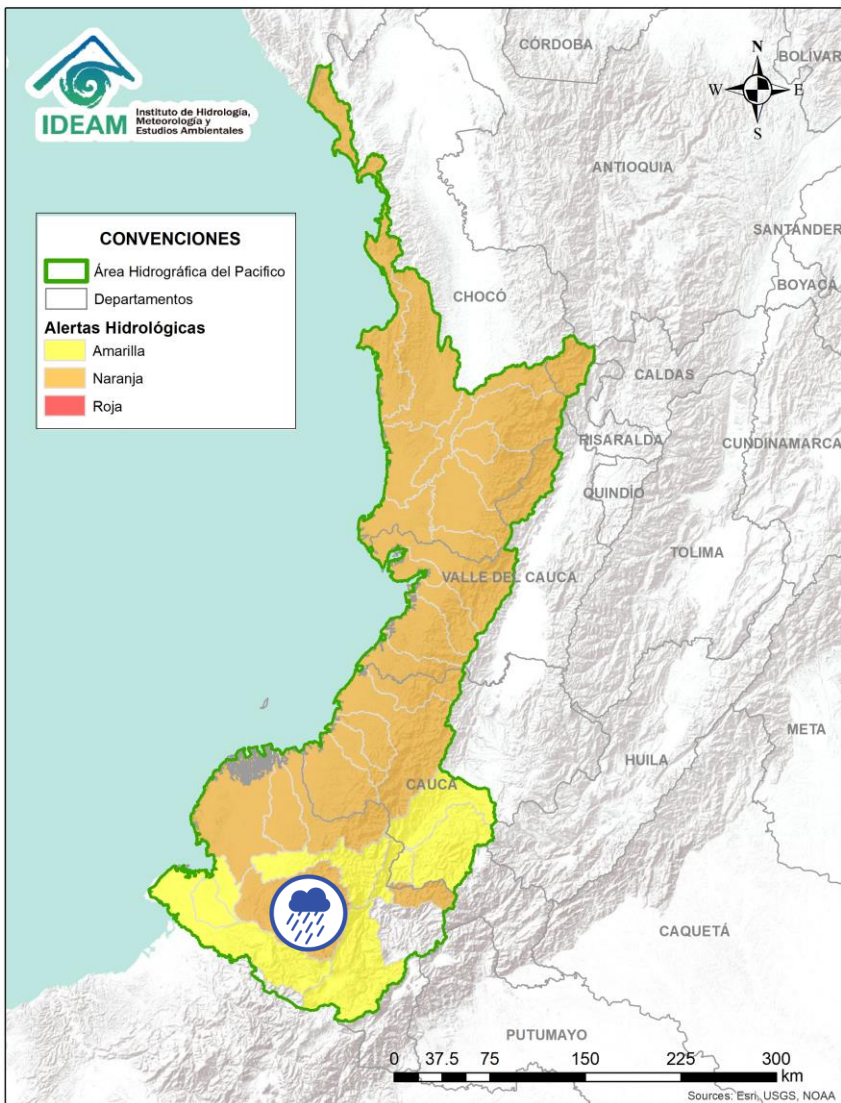 IDEAM
Instituto de Hidrología,
Meteorología y
Estudios Ambientales
CÓRDOBA
BOLÍVAR
N
W E
S
ANTIOQUIA
SANTANDER
BOYACÁ
CONVENCIONES
Área Hidrográfica del Pacifico
Departamentos
Alertas Hidrológicas
Amarilla
Naranja
Roja
CHOCÓ
CALDAS
RISARALDA
CUNDINAMARCA
QUINDÍO
TOLIMA
VALLE DEL CAUCA
META
HUILA
CAUCA
CAQUETÁ
PUTUMAYO
0 37.5 75 150 225 300
km
Sources: Esri, USGS, NOAA